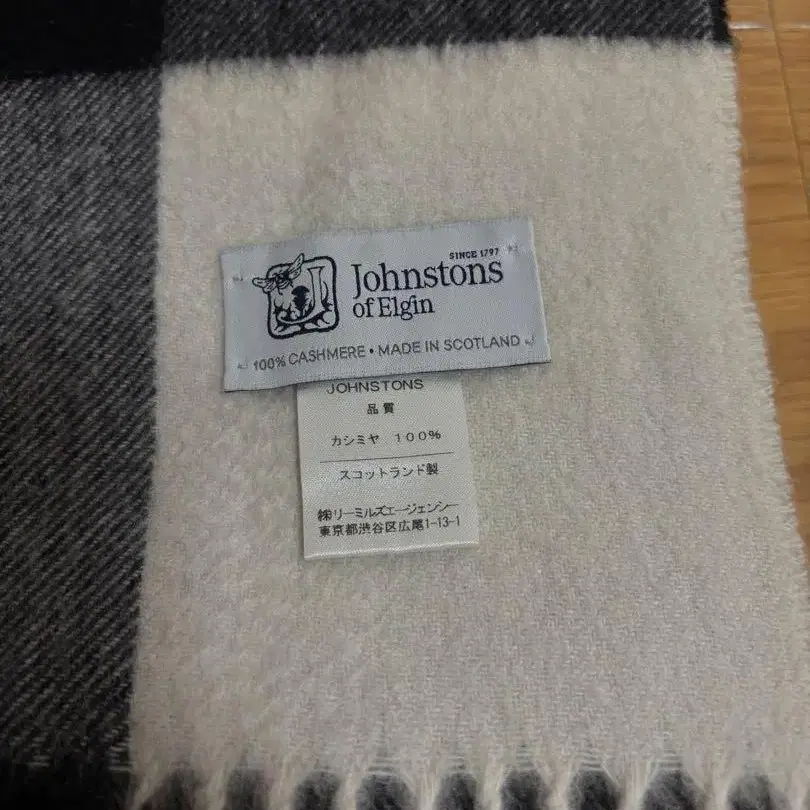 SINCE 1797
Johnstons
of Elgin
100% CASHMERE • MADE IN SCOTLAND
JOHNSTONS
品質
カシミヤ 100%
スコットランド製
㈱リーミルズエージェンシー
東京都渋谷区広尾1-13-1